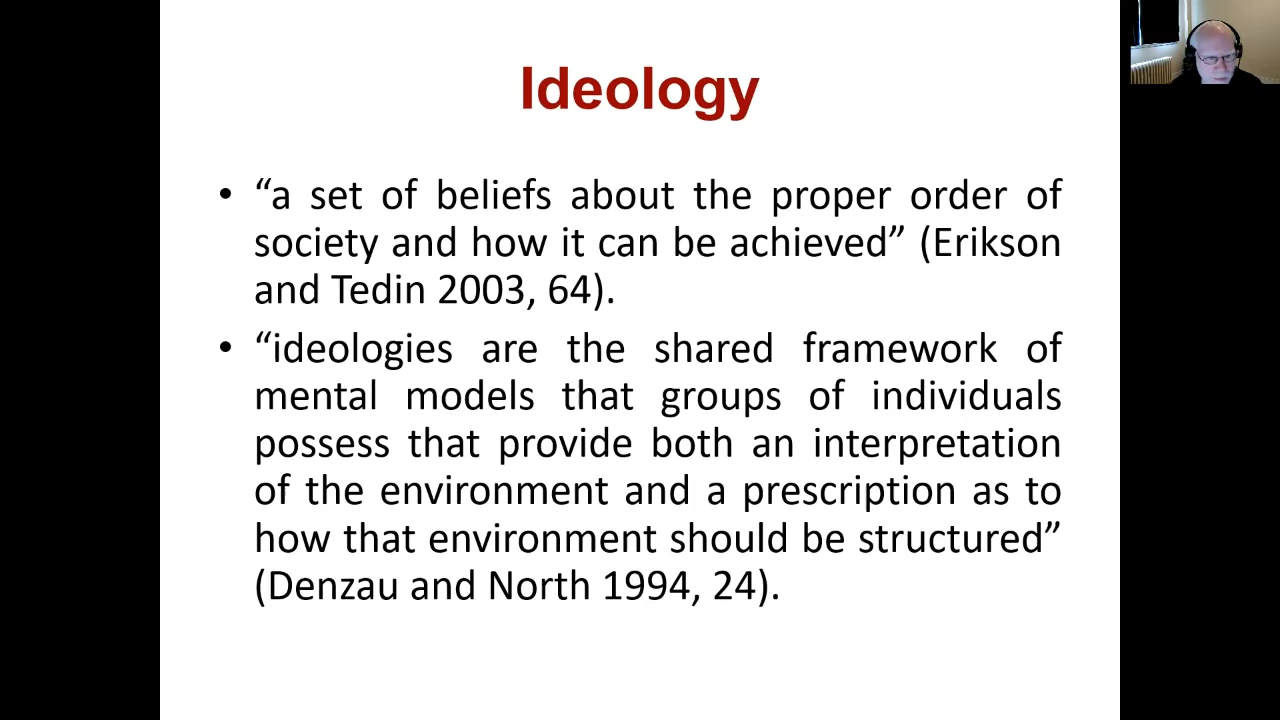 Ideology
• “a set of beliefs about the proper order of
society and how it can be achieved” (Erikson
and Tedin 2003, 64).
• “ideologies are the shared framework of
mental models that groups of individuals
possess that provide both an interpretation
of the environment and a prescription as to
how that environment should be structured”
(Denzau and North 1994, 24).